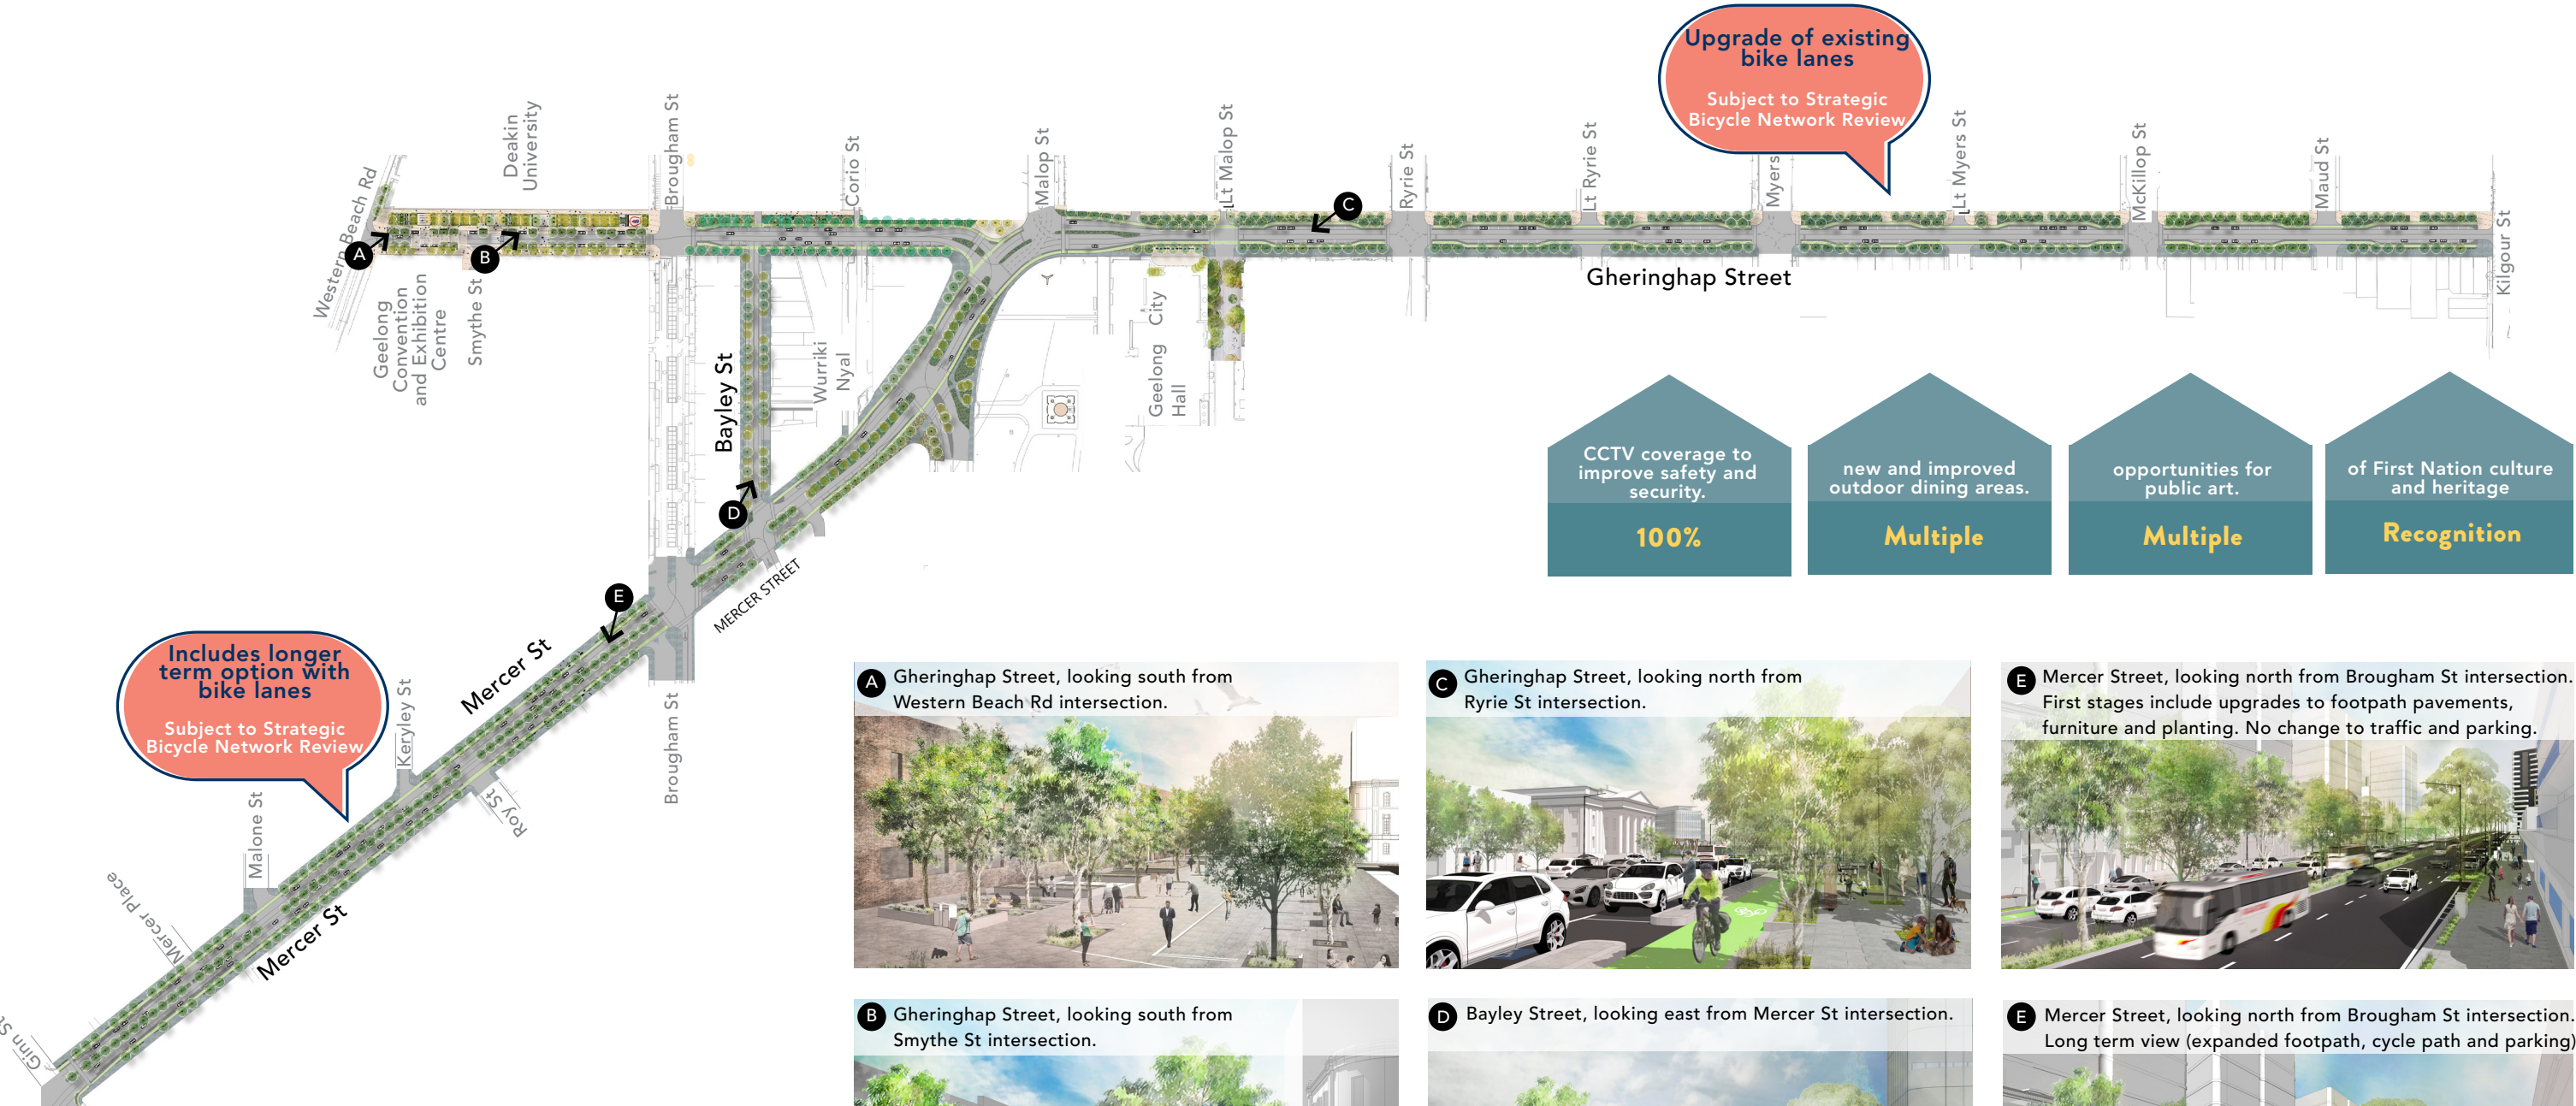 Upgrade of existing
bike lanes
Subject to Strategic
Bicycle Network Review
Western Beach Rd
Deakin
University
Brougham St
Corio St
Malop St
Lt Malop St
Ryrie St
Lt Ryrie St
Myers
Lt Myers St
McKillop St
Maud St
Kilgour St
A
B
C
Gheringhap Street
Geelong
Convention
and Exhibition
Centre
Smythe St
Bayley St
Wurriki
Nyal
Geelong City
Hall
D
E
MERCER STREET
Brougham St
CCTV coverage to
improve safety and
security.
100%
new and improved
outdoor dining areas.
Multiple
opportunities for
public art.
Multiple
of First Nation culture
and heritage
Recognition
Includes longer
term option with
bike lanes
Subject to Strategic
Bicycle Network Review
Mercer St
Keryley St
Roy St
Malone St
Mercer Place
Mercer St
Ginn St
A Gheringhap Street, looking south from
Western Beach Rd intersection.
C Gheringhap Street, looking north from
Ryrie St intersection.
E Mercer Street, looking north from Brougham St intersection.
First stages include upgrades to footpath pavements,
furniture and planting. No change to traffic and parking.
B Gheringhap Street, looking south from
Smythe St intersection.
D Bayley Street, looking east from Mercer St intersection.
E Mercer Street, looking north from Brougham St intersection.
Long term view (expanded footpath, cycle path and parking)